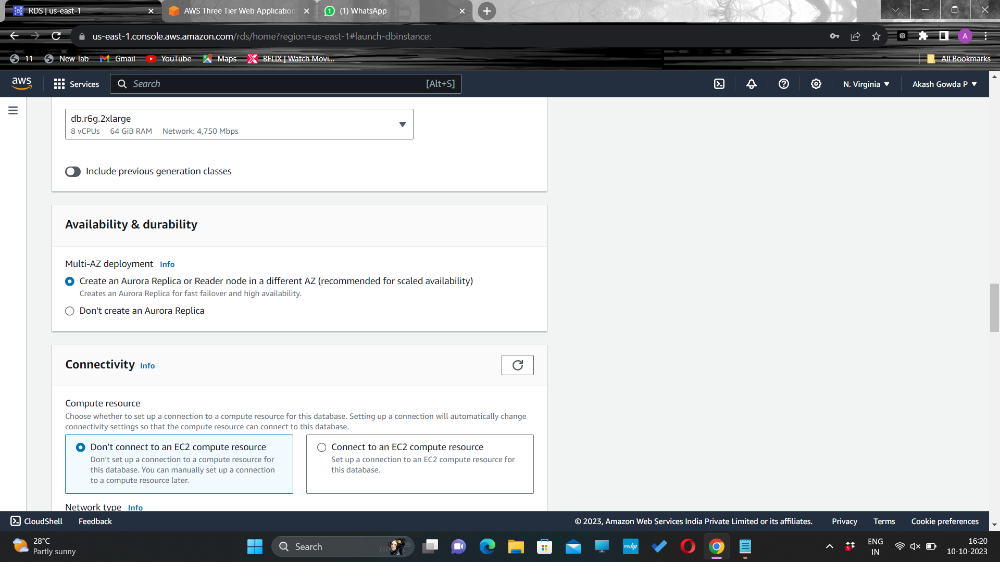 RDS | us-east-1
AWS Three Tier Web Application
(1) WhatsApp
us-east-1.console.aws.amazon.com/rds/home?region=us-east-1#launch-dbinstance:
A
11
New Tab
Gmail
YouTube
Maps
BFLIX | Watch Movi...
All Bookmarks
aws
Services
Search
[Alt+S]
N. Virginia
Akash Gowda P
db.r6g.2xlarge
8 vCPUs 64 GiB RAM Network: 4,750 Mbps
Include previous generation classes
Availability & durability
Multi-AZ deployment Info
Create an Aurora Replica or Reader node in a different AZ (recommended for scaled availability)
Creates an Aurora Replica for fast failover and high availability.
Don't create an Aurora Replica
Connectivity Info
Compute resource
Choose whether to set up a connection to a compute resource for this database. Setting up a connection will automatically change
connectivity settings so that the compute resource can connect to this database.
Don’t connect to an EC2 compute resource
Don’t set up a connection to a compute resource for
this database. You can manually set up a connection
to a compute resource later.
Connect to an EC2 compute resource
Set up a connection to an EC2 compute resource for
this database.
Network type Info
CloudShell
Feedback
© 2023, Amazon Web Services India Private Limited or its affiliates.
Privacy
Terms
Cookie preferences
28°C
Partly sunny
Search
myhp
1
ENG
IN
16:20
10-10-2023